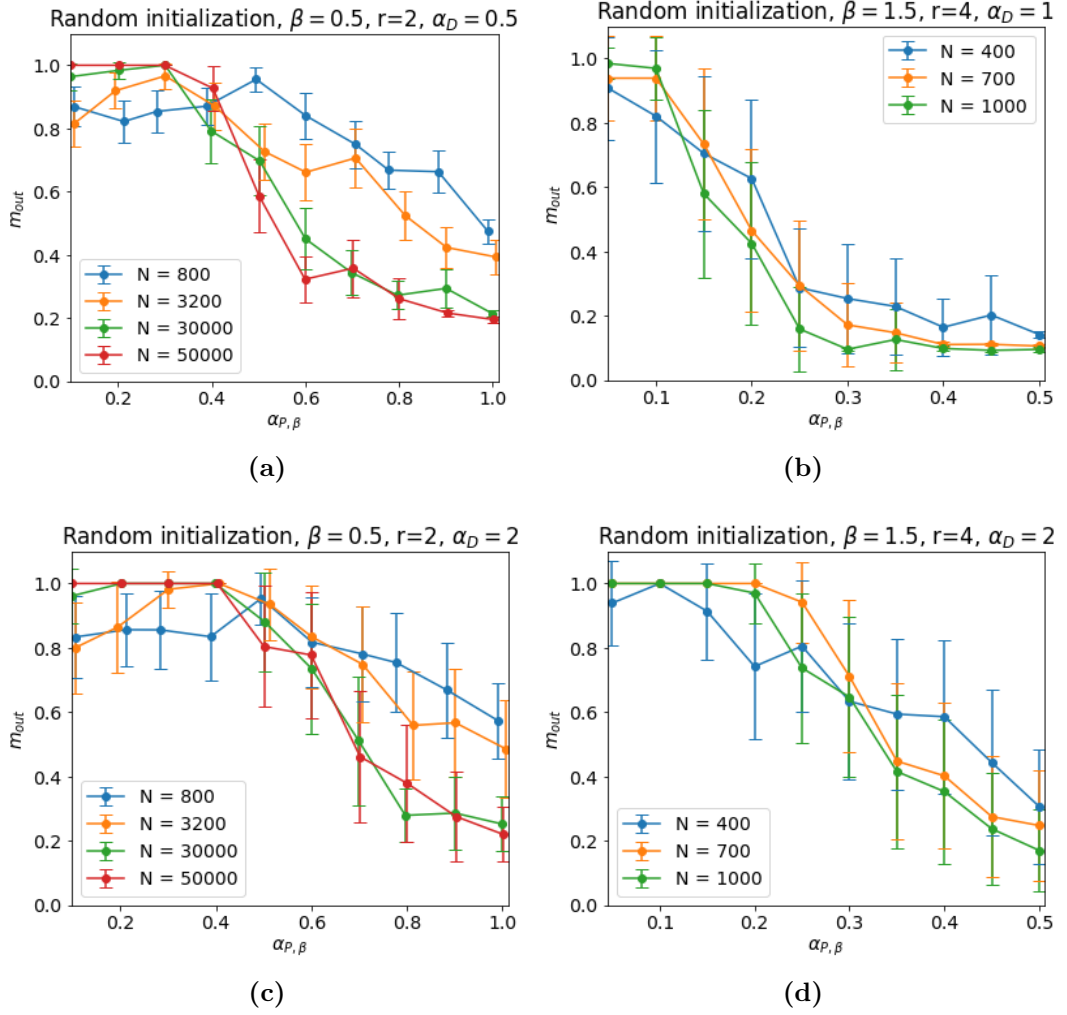 Random initialization, β = 0.5, r=2, α_D = 0.5
1.0
0.8
0.6
0.4
0.2
0.0
m_out
N = 800
N = 3200
N = 30000
N = 50000
0.2 0.4 0.6 0.8 1.0
α_P,β
(a)
Random initialization, β = 1.5, r=4, α_D = 1
1.0
0.8
0.6
0.4
0.2
0.0
m_out
N = 400
N = 700
N = 1000
0.1 0.2 0.3 0.4 0.5
α_P,β
(b)
Random initialization, β = 0.5, r=2, α_D = 2
1.0
0.8
0.6
0.4
0.2
0.0
m_out
N = 800
N = 3200
N = 30000
N = 50000
0.2 0.4 0.6 0.8 1.0
α_P,β
(c)
Random initialization, β = 1.5, r=4, α_D = 2
1.0
0.8
0.6
0.4
0.2
0.0
m_out
N = 400
N = 700
N = 1000
0.1 0.2 0.3 0.4 0.5
α_P,β
(d)